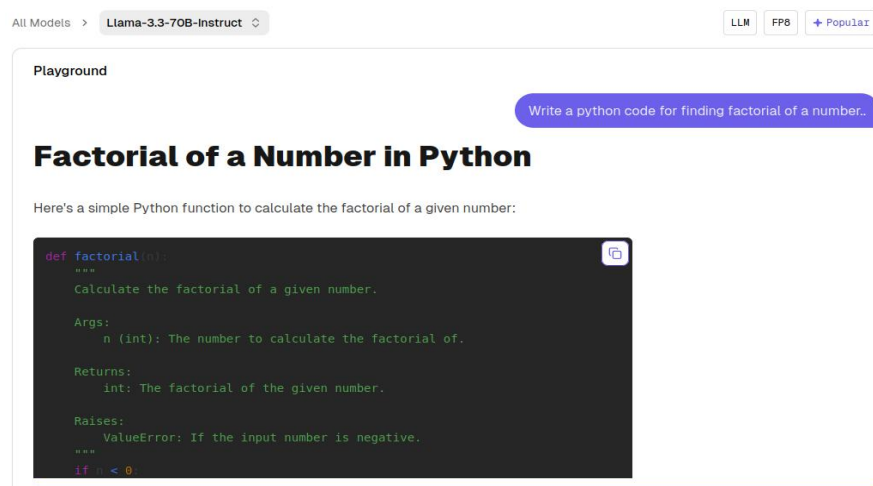 All Models > Llama-3.3-70B-Instruct
LLM FP8 Popular
Playground
Write a python code for finding factorial of a number..
Factorial of a Number in Python
Here's a simple Python function to calculate the factorial of a given number:
def factorial(n):
"""
Calculate the factorial of a given number.
Args:
n (int): The number to calculate the factorial of.
Returns:
int: The factorial of the given number.
Raises:
ValueError: If the input number is negative.
"""
if n < 0: